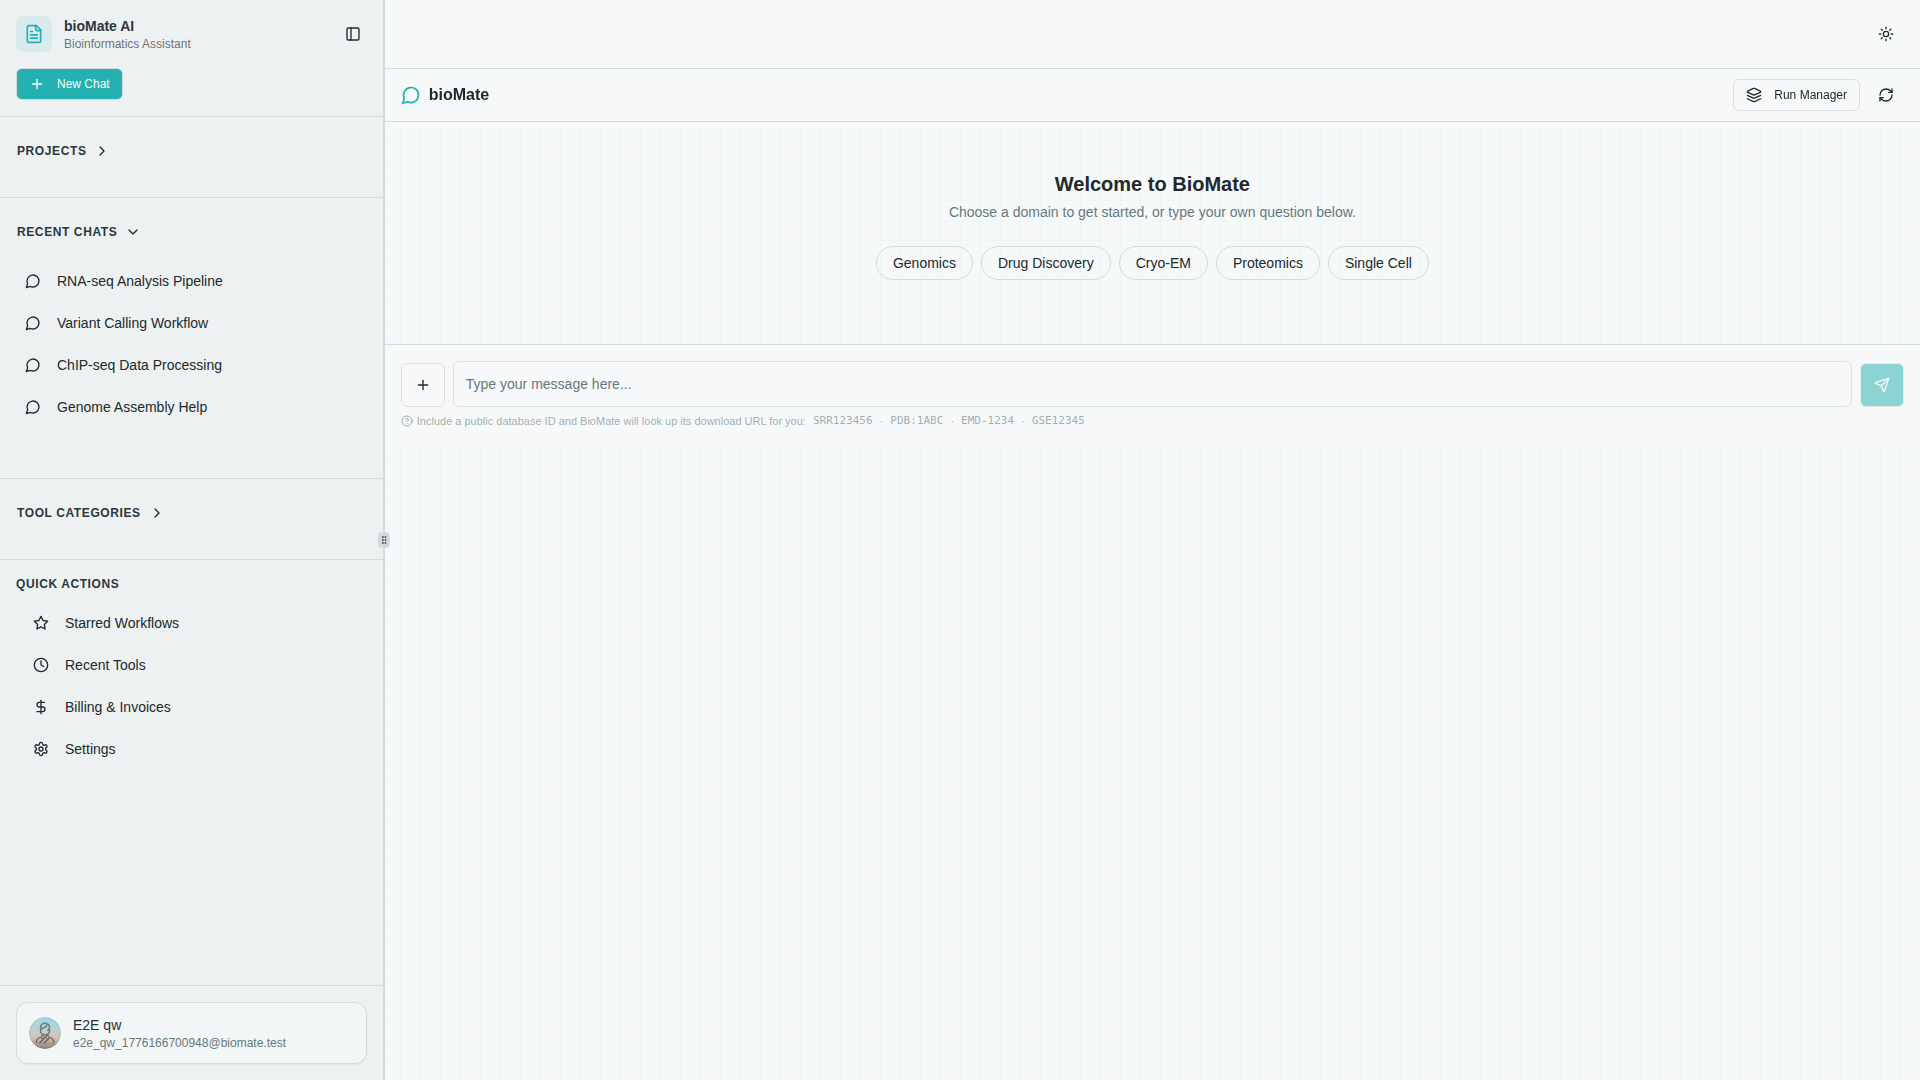 bioMate AI
Bioinformatics Assistant
New Chat
PROJECTS
RECENT CHATS
RNA-seq Analysis Pipeline
Variant Calling Workflow
ChIP-seq Data Processing
Genome Assembly Help
TOOL CATEGORIES
QUICK ACTIONS
Starred Workflows
Recent Tools
Billing & Invoices
Settings
E2E qw
e2e_qw_1776166700948@biomate.test
bioMate
Run Manager
Welcome to BioMate
Choose a domain to get started, or type your own question below.
Genomics Drug Discovery Cryo-EM Proteomics Single Cell
Type your message here...
Include a public database ID and BioMate will look up its download URL for you: SRR123456 · PDB:1ABC · EMD-1234 · GSE12345